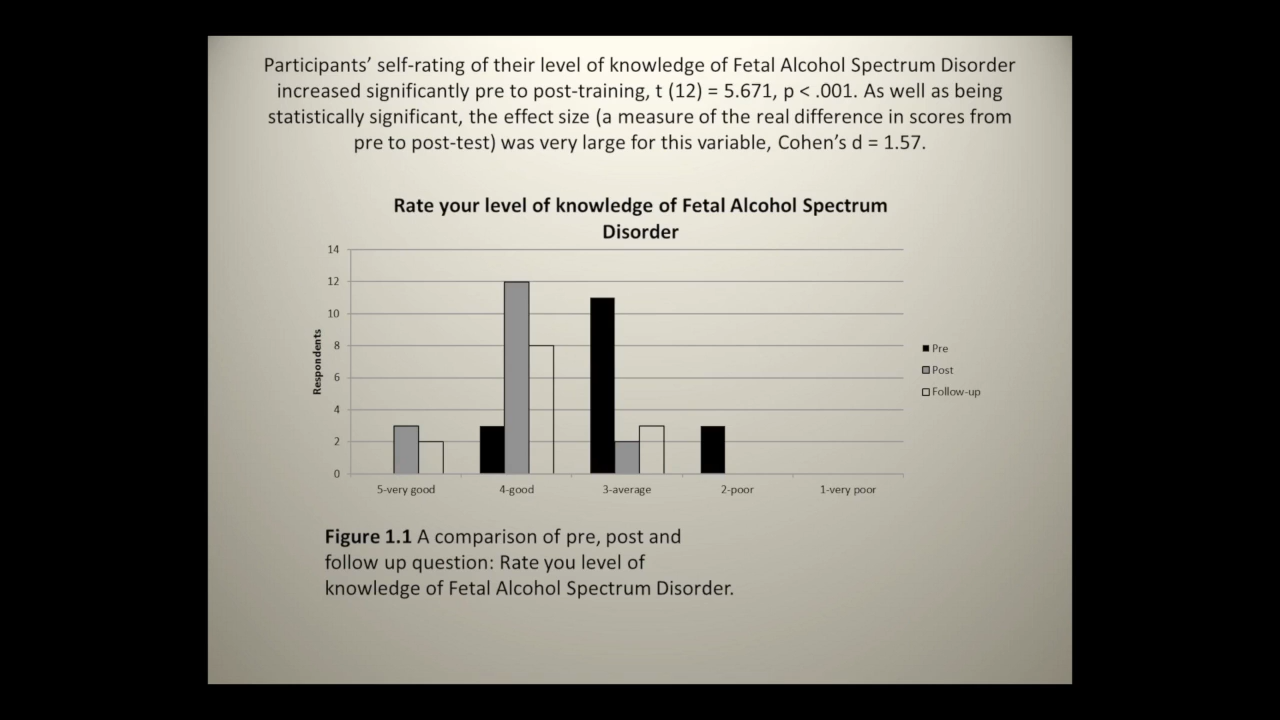 Participants’ self-rating of their level of knowledge of Fetal Alcohol Spectrum Disorder
increased significantly pre to post-training, t (12) = 5.671, p < .001. As well as being
statistically significant, the effect size (a measure of the real difference in scores from
pre to post-test) was very large for this variable, Cohen’s d = 1.57.
Rate your level of knowledge of Fetal Alcohol Spectrum
Disorder
14
12
10
8
6
4
2
0
Respondents
5-very good 4-good 3-average 2-poor 1-very poor
Pre
Post
Follow-up
Figure 1.1 A comparison of pre, post and
follow up question: Rate you level of
knowledge of Fetal Alcohol Spectrum Disorder.